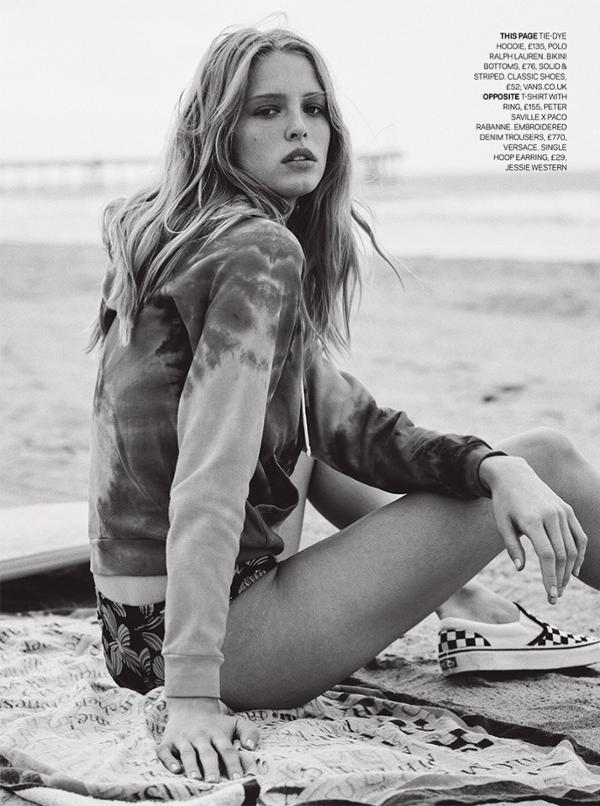 THIS PAGE TIE-DYE
HOODIE, £135, POLO
RALPH LAUREN. BIKINI
BOTTOMS, £76, SOLID &
STRIPED. CLASSIC SHOES,
£52; VANS.CO.UK
OPPOSITE T-SHIRT WITH
RING, £155, PETER
SAVILLE X PACO
RABANNE. EMBROIDERED
DENIM TROUSERS, £770,
VERSACE. SINGLE
HOOP EARRING, £29,
JESSIE WESTERN